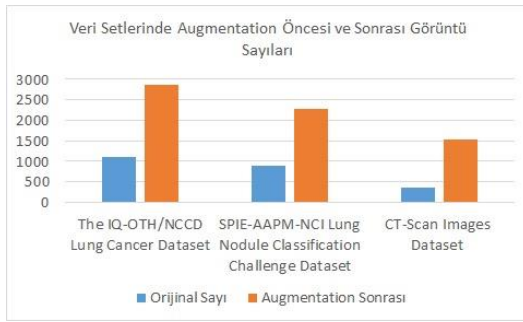 Veri Setlerinde Augmentation Öncesi ve Sonrası Görüntü
Sayıları
3000
2500
2000
1500
1000
500
0
The IQ-OTH/NCCD
Lung Cancer Dataset
SPIE-AAPM-NCI Lung
Nodule Classification
Challenge Dataset
CT-Scan Images
Dataset
Orijinal Sayı
Augmentation Sonrası